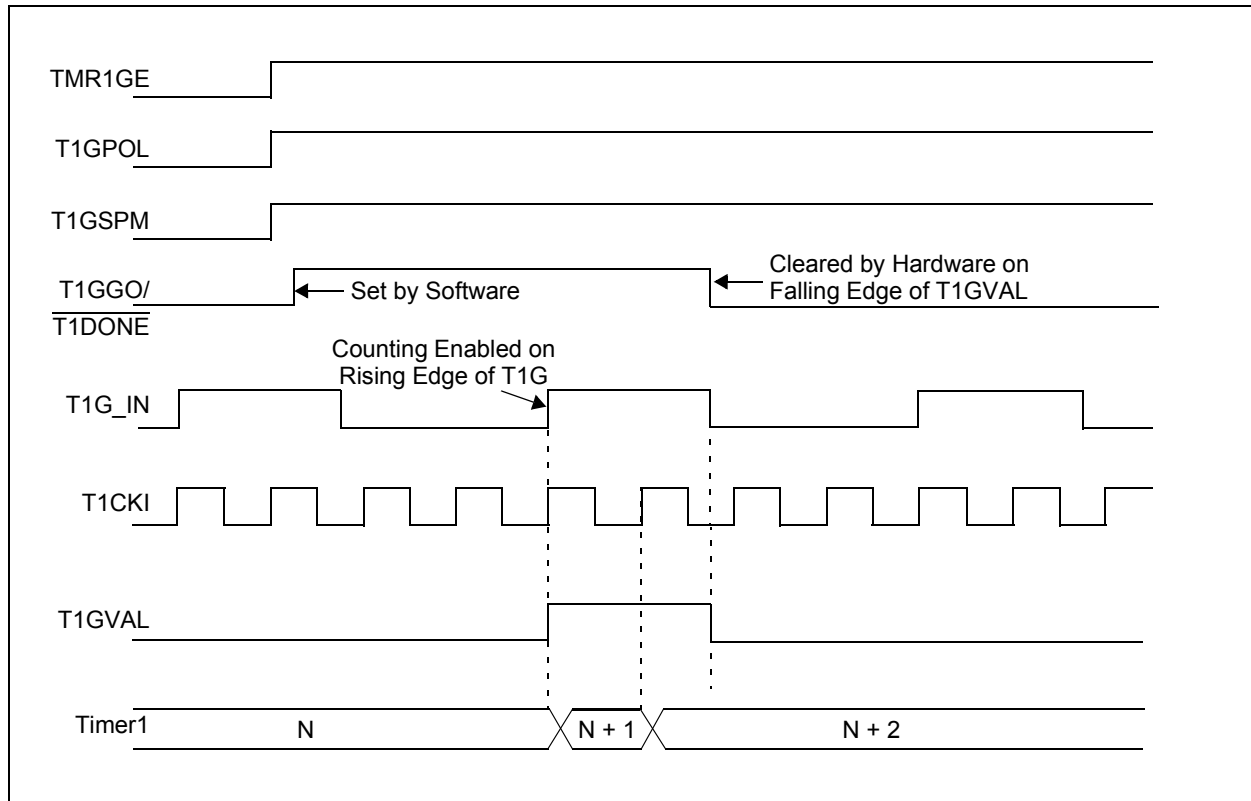 TMR1GE
T1GPOL
T1GSPM
T1GGO/
T1DONE
Set by Software
Cleared by Hardware on
Falling Edge of T1GVAL
Counting Enabled on
Rising Edge of T1G
T1G_IN
T1CKI
T1GVAL
Timer1
N
N + 1
N + 2